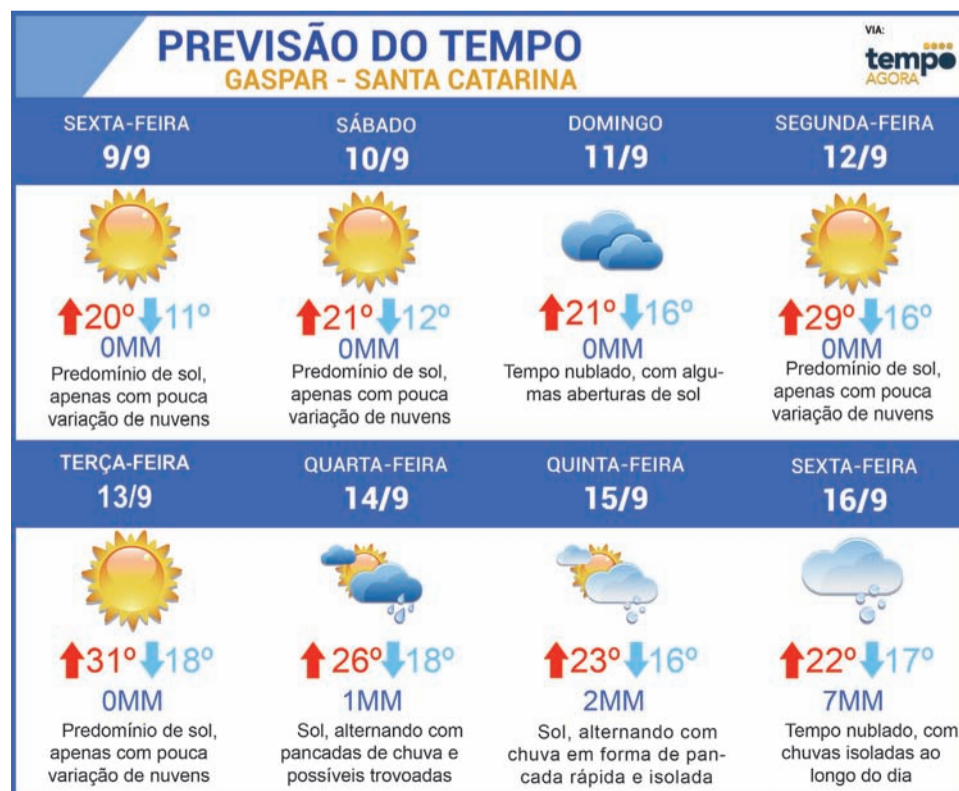 PREVISÃO DO TEMPO
GASPAR - SANTA CATARINA
VIA:
tempo
AGORA
SEXTA-FEIRA
9/9
SÁBADO
10/9
DOMINGO
11/9
SEGUNDA-FEIRA
12/9
20º 11º
0MM
Predomínio de sol,
apenas com pouca
variação de nuvens
21º 12º
0MM
Predomínio de sol,
apenas com pouca
variação de nuvens
21º 16º
0MM
Tempo nublado, com algu-
mas aberturas de sol
29º 16º
0MM
Predomínio de sol,
apenas com pouca
variação de nuvens
TERÇA-FEIRA
13/9
QUARTA-FEIRA
14/9
QUINTA-FEIRA
15/9
SEXTA-FEIRA
16/9
31º 18º
0MM
Predomínio de sol,
apenas com pouca
variação de nuvens
26º 18º
1MM
Sol, alternando com
pancadas de chuva e
possíveis trovoadas
23º 16º
2MM
Sol, alternando com
chuva em forma de pan-
cada rápida e isolada
22º 17º
7MM
Tempo nublado, com
chuvas isoladas ao
longo do dia